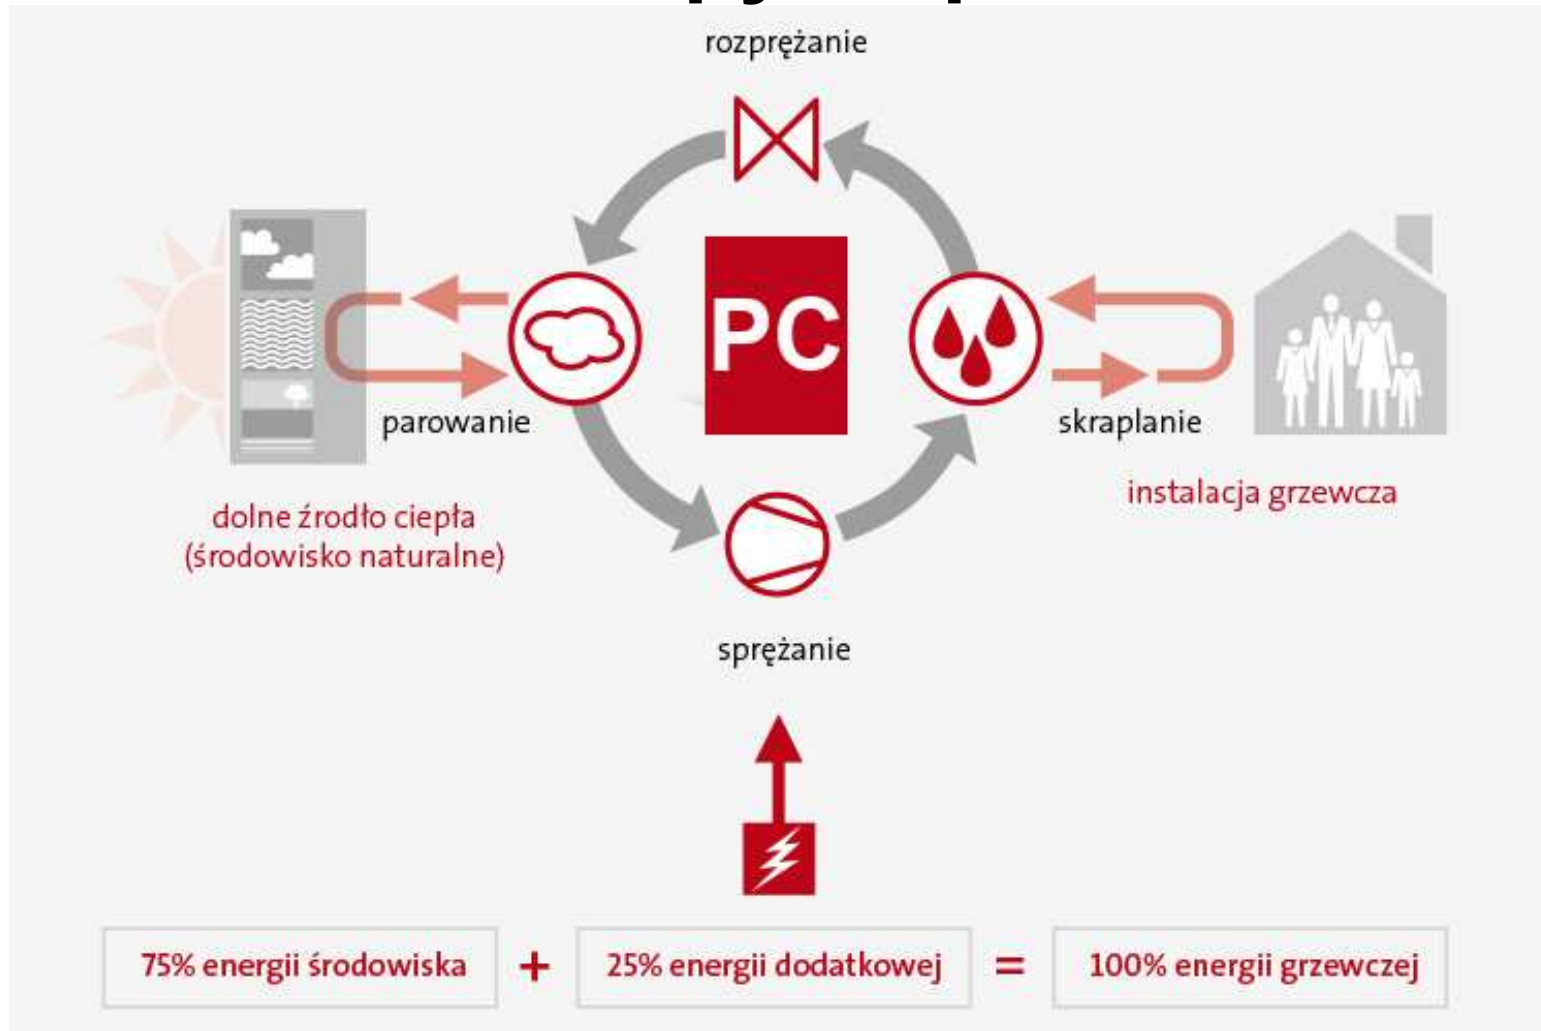 rozprężanie
PC
parowanie
skraplanie
instalacja grzewcza
dolne źrodło ciepła
(środowisko naturalne)
sprężanie
75% energii środowiska + 25% energii dodatkowej = 100% energii grzewczej